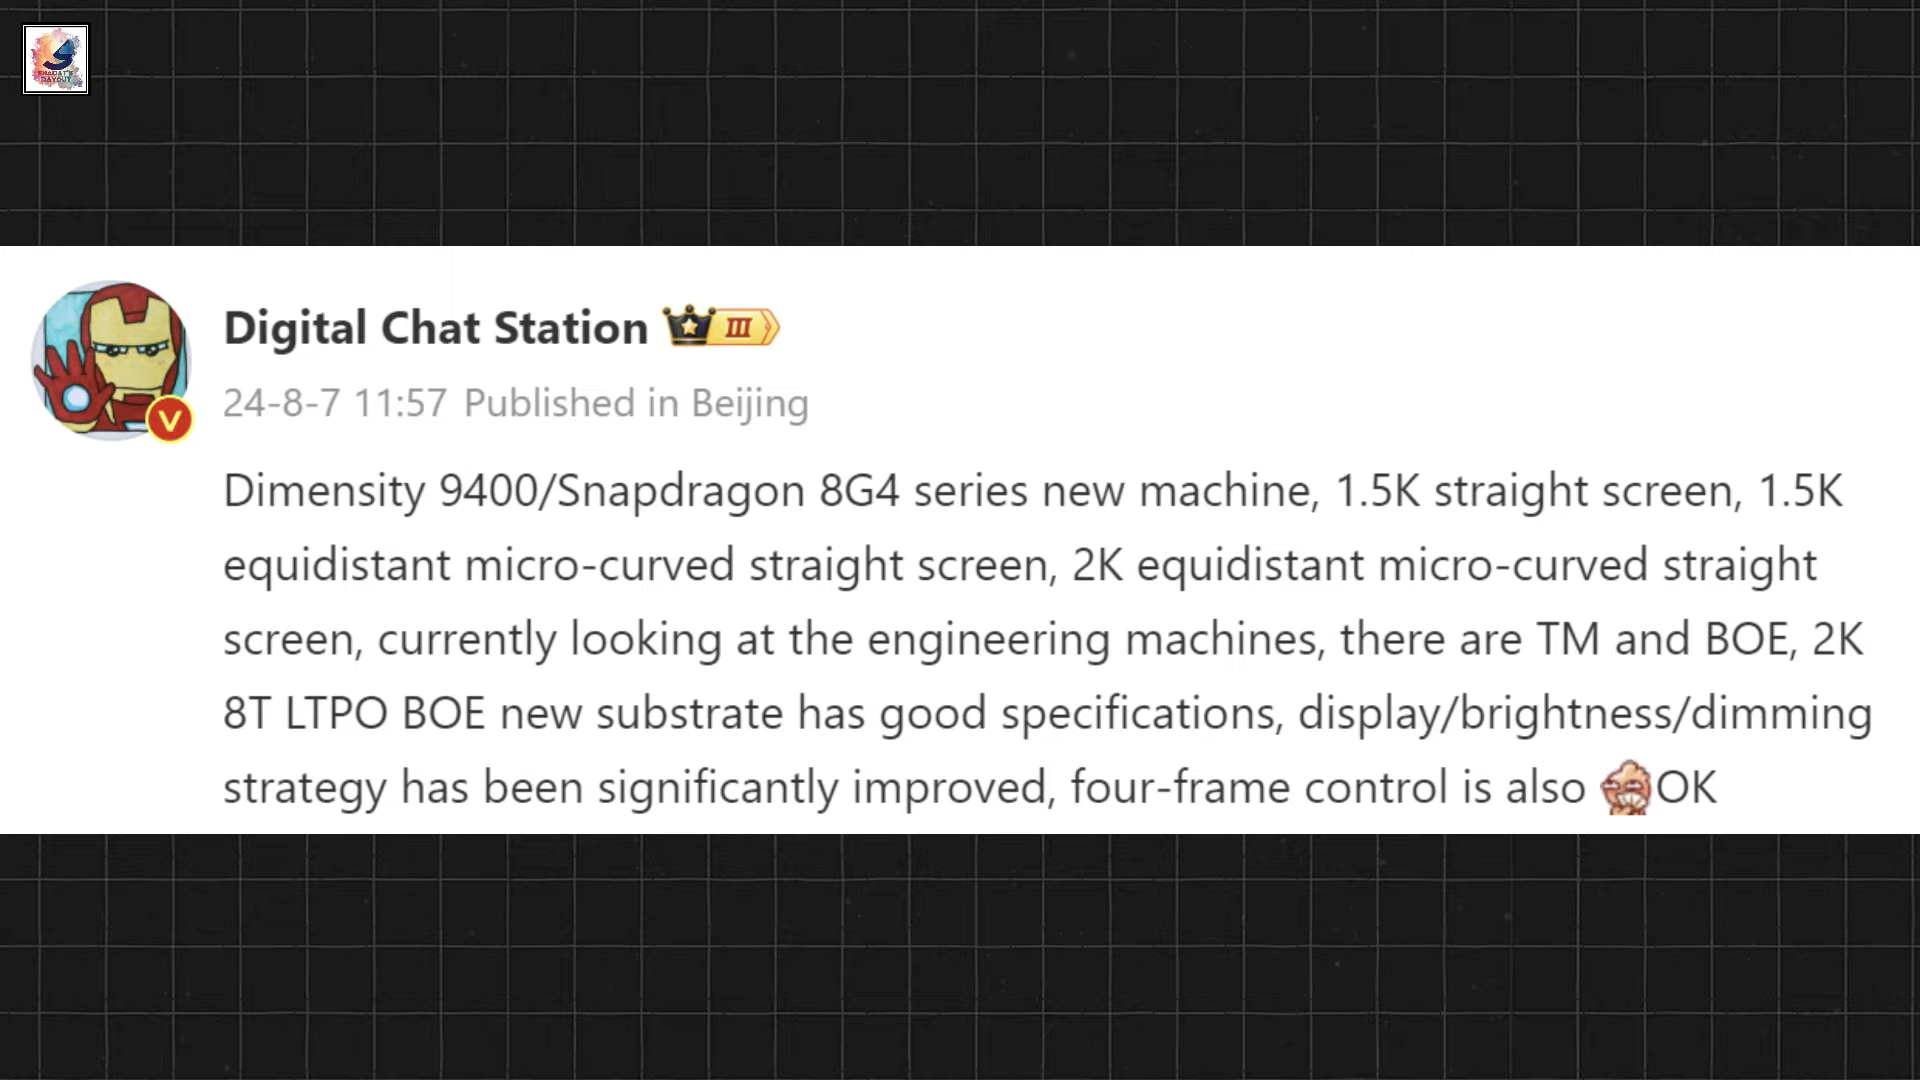 BHARAT'S
DAYOUT
Digital Chat Station III
V
24-8-7 11:57 Published in Beijing
Dimensity 9400/Snapdragon 8G4 series new machine, 1.5K straight screen, 1.5K
equidistant micro-curved straight screen, 2K equidistant micro-curved straight
screen, currently looking at the engineering machines, there are TM and BOE, 2K
8T LTPO BOE new substrate has good specifications, display/brightness/dimming
strategy has been significantly improved, four-frame control is also OK